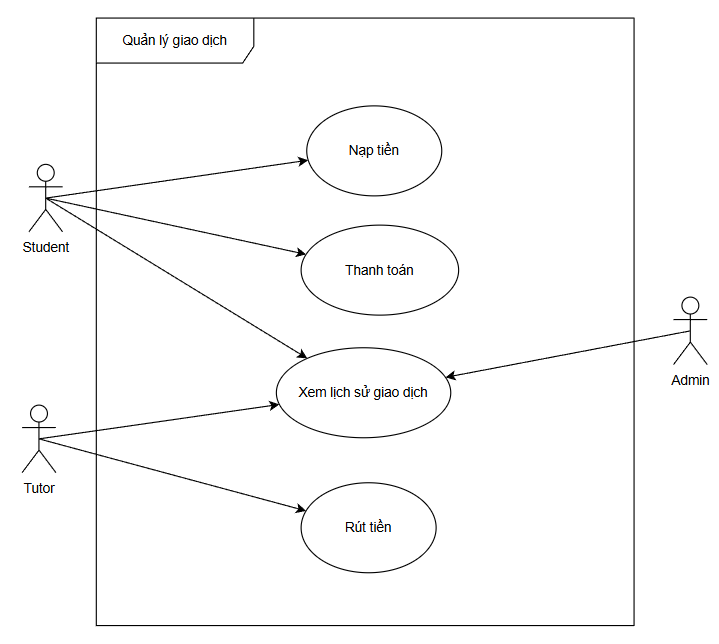 Quản lý giao dịch
Nạp tiền
Student
Thanh toán
Admin
Xem lịch sử giao dịch
Tutor
Rút tiền